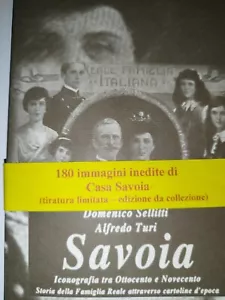 REALE FAMIGLIA
ITALIANA
180 immagini inedite di
Casa Savoia
(tiratura limitata - edizione da collezione)
Domenico Sellitti
Alfredo Turi
Savoia
Iconografia tra Ottocento e Novecento
Storia della Famiglia Reale attraverso cartoline d'epoca